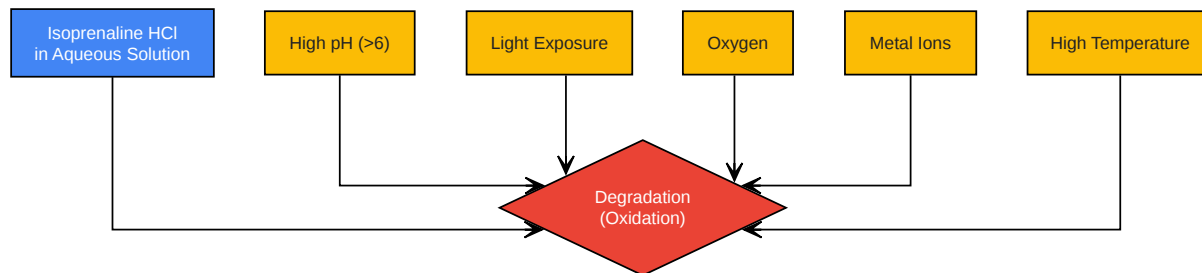 Isoprenaline HCl
in Aqueous Solution
High pH (>6)
Light Exposure
Oxygen
Metal Ions
High Temperature
Degradation
(Oxidation)